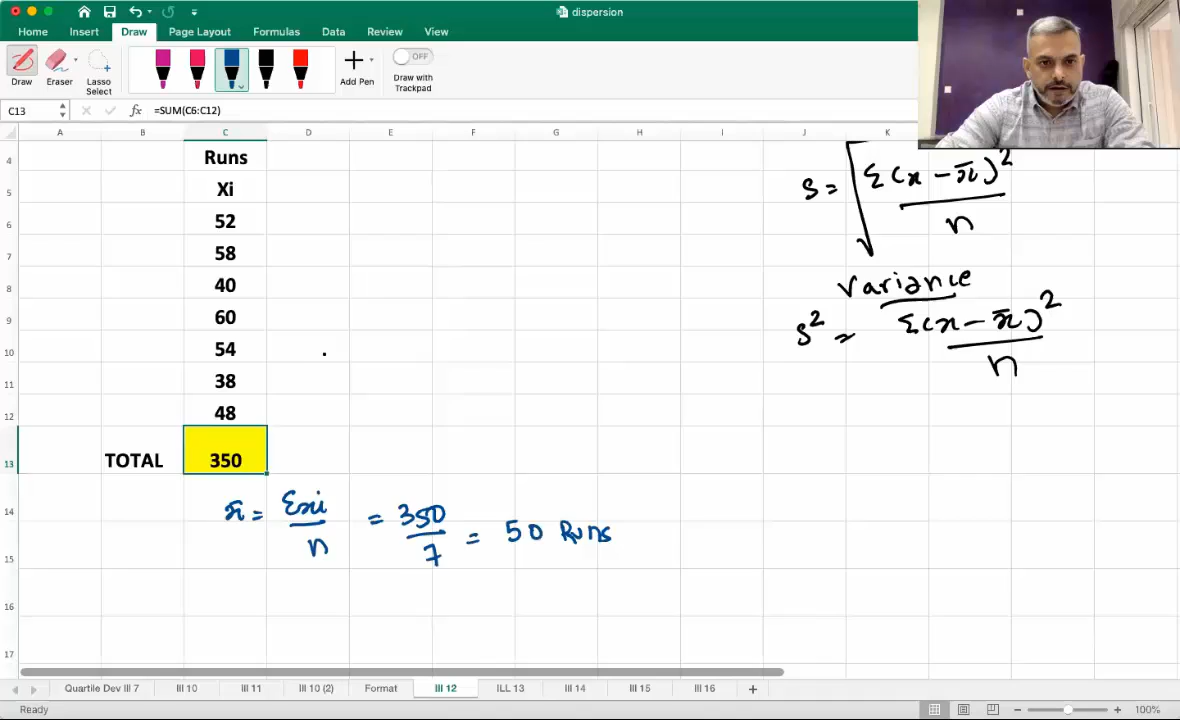 dispersion
Home Insert Draw Page Layout Formulas Data Review View
Draw Eraser Lasso Select Add Pen OFF Draw with Trackpad
C13 fx =SUM(C6:C12)
A B C D E F G H I J K
4 Runs
5 Xi
6 52
7 58
8 40
9 60
10 54
11 38
12 48
13 TOTAL 350
14
15
16
17
s = √ Σ(x - x̄)² / n
Variance
s² = Σ(x - x̄)² / n
x̄ = Σxi / n = 350 / 7 = 50 Runs
Quartile Dev Ill 7 Ill 10 Ill 11 Ill 10 (2) Format Ill 12 ILL 13 Ill 14 Ill 15 Ill 16 +
Ready - + 100%